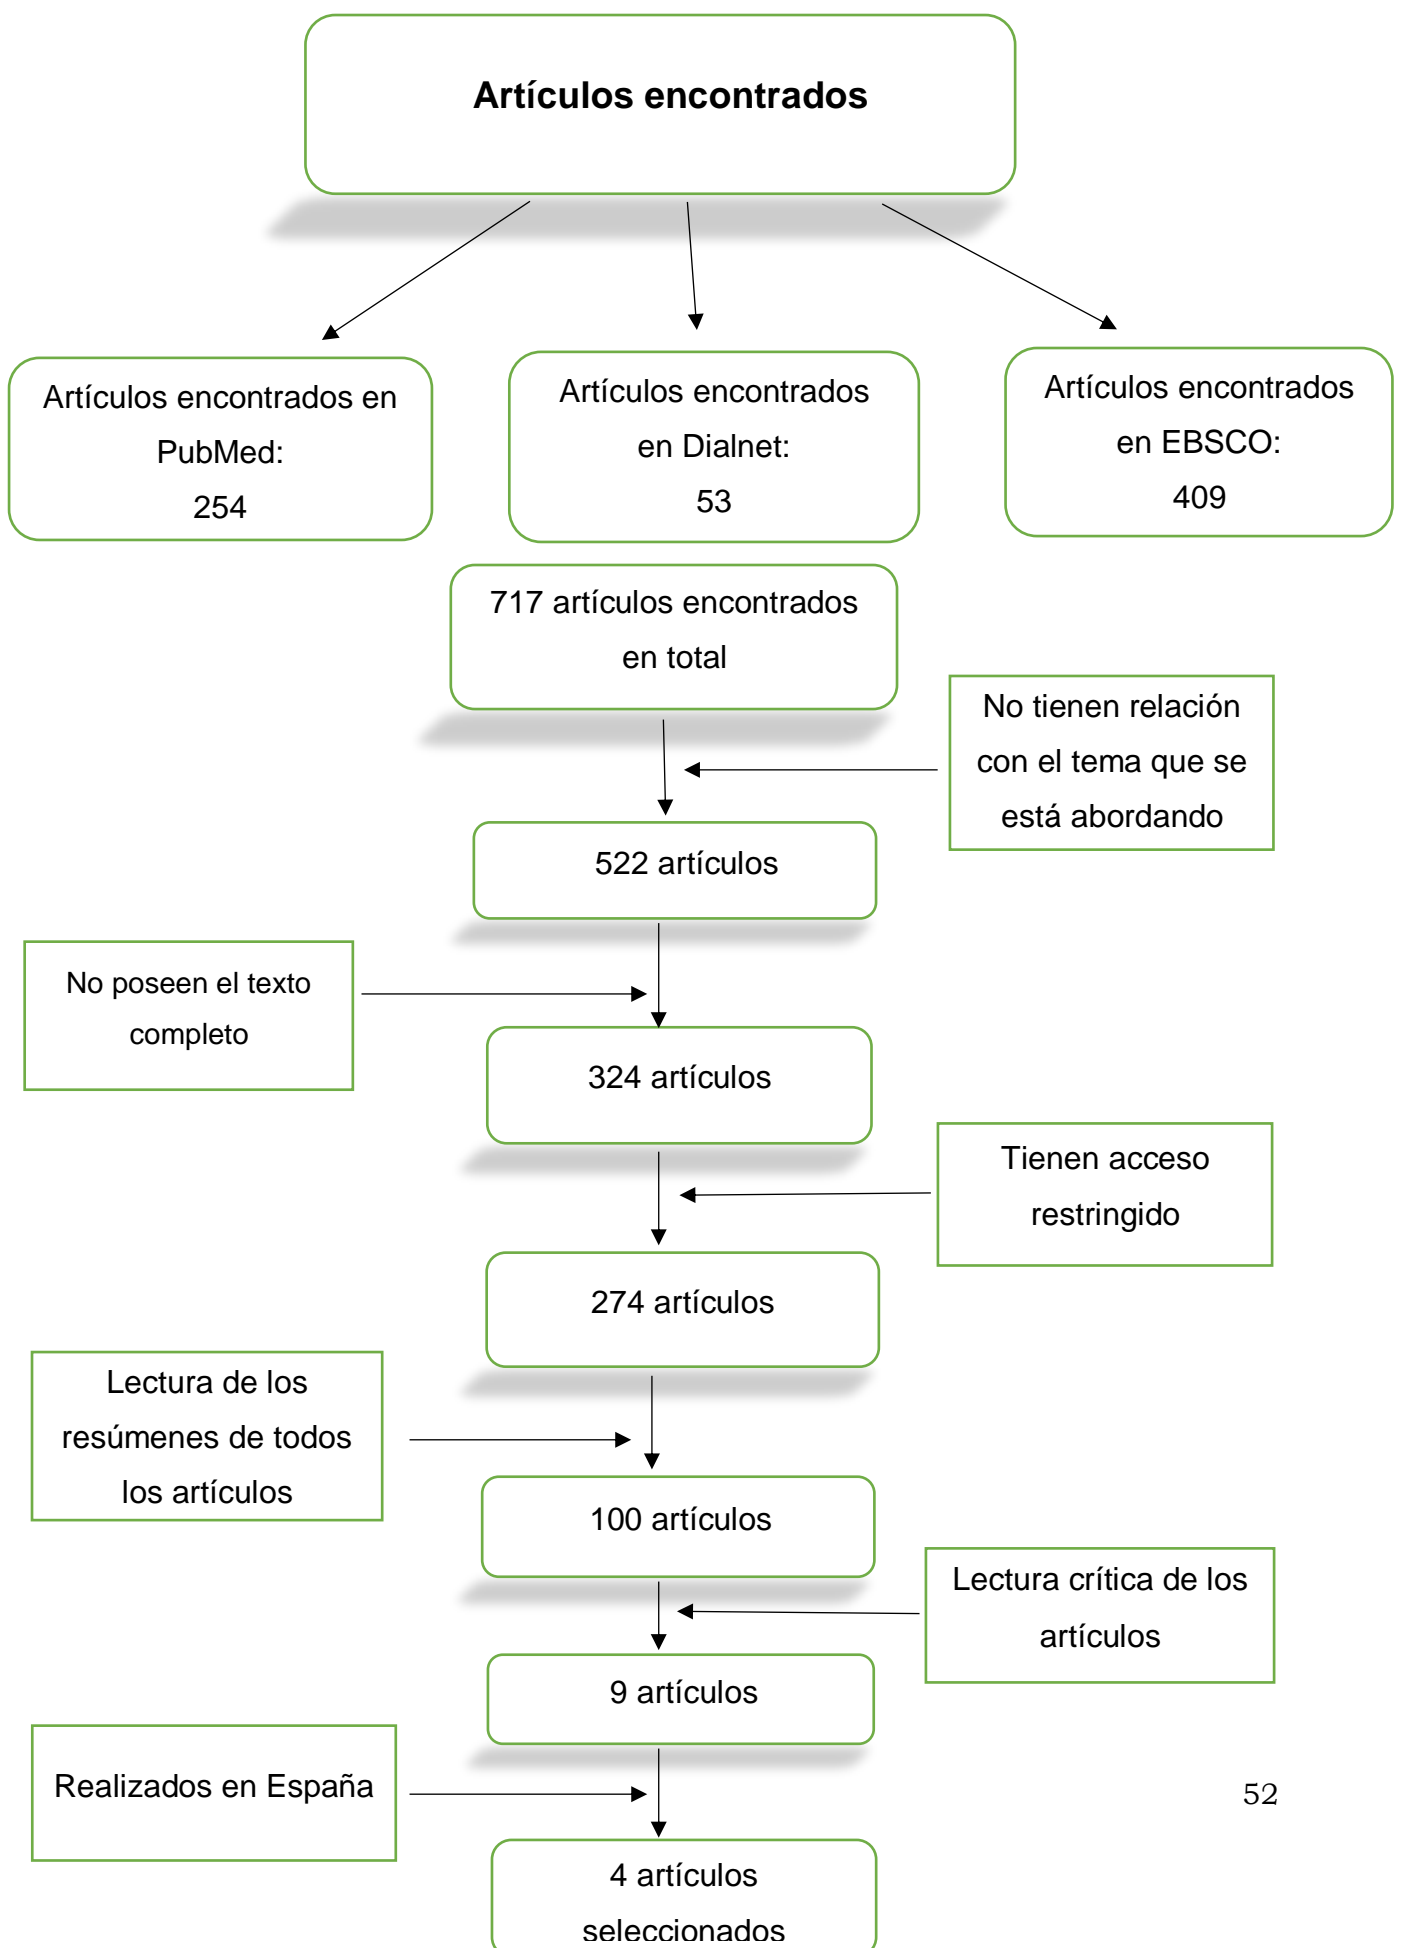 Artículos encontrados
Artículos encontrados en
PubMed:
254
Artículos encontrados
en Dialnet:
53
Artículos encontrados
en EBSCO:
409
717 artículos encontrados
en total
No tienen relación
con el tema que se
está abordando
522 artículos
No poseen el texto
completo
324 artículos
Tienen acceso
restringido
274 artículos
Lectura de los
resúmenes de todos
los artículos
100 artículos
Lectura crítica de los
artículos
9 artículos
Realizados en España
52
4 artículos
seleccionados